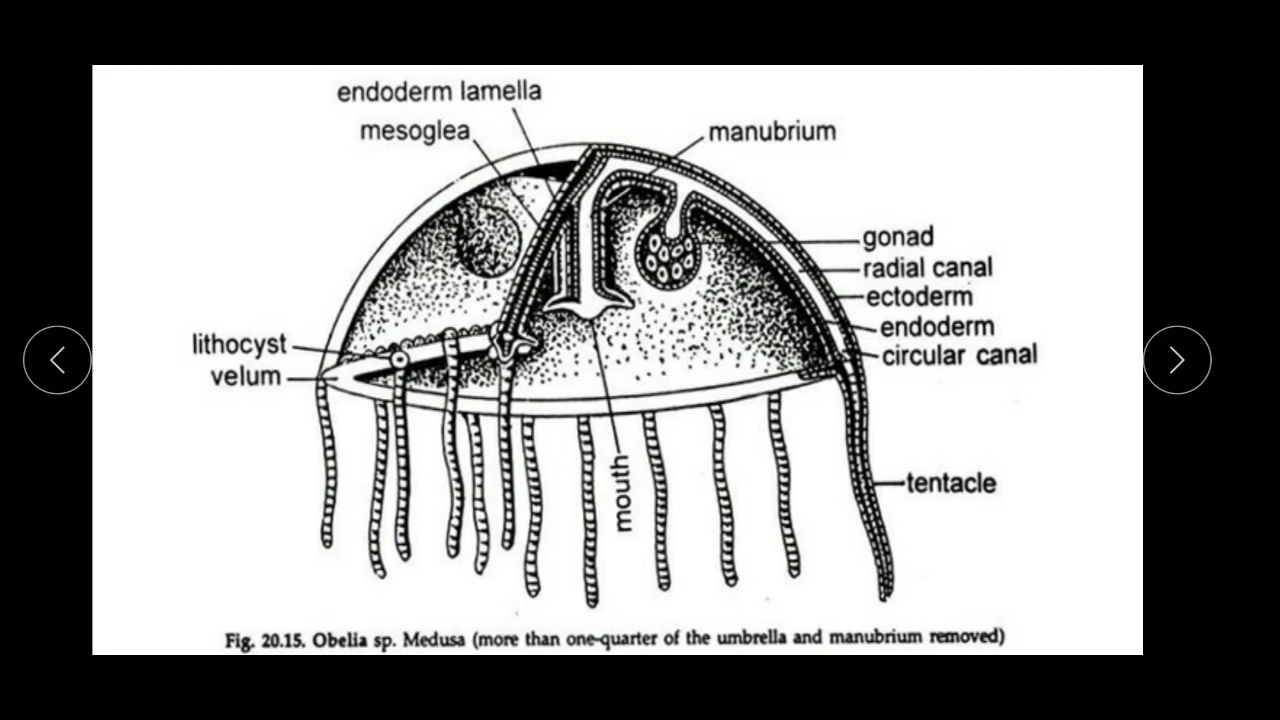 endoderm lamella
mesoglea
manubrium
gonad
radial canal
ectoderm
endoderm
circular canal
lithocyst
velum
mouth
tentacle
Fig. 20.15. Obelia sp. Medusa (more than one-quarter of the umbrella and manubrium removed)